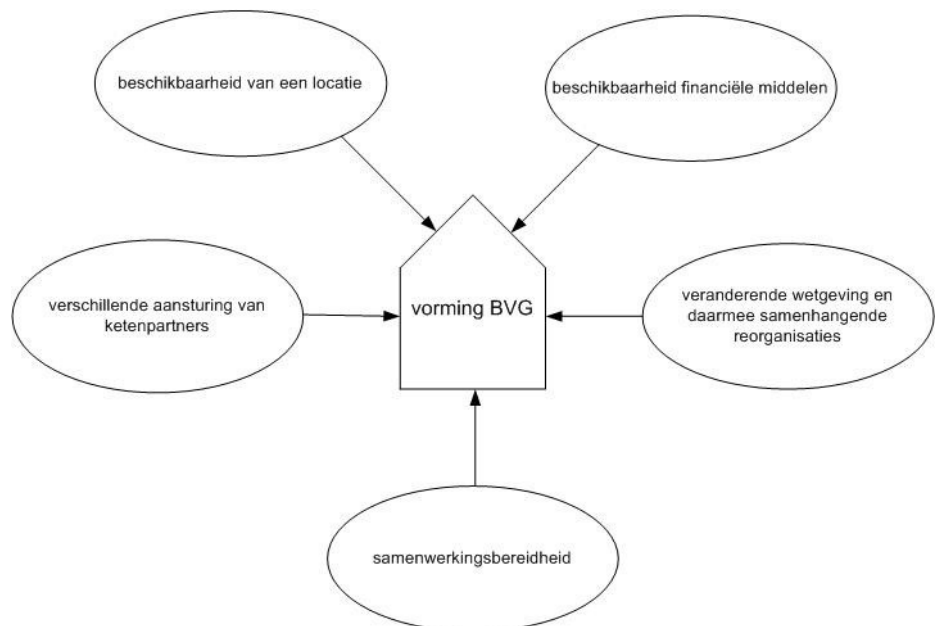 beschikbaarheid van een locatie
beschikbaarheid financiële middelen
verschillende aansturing van
ketenpartners
vorming BVG
veranderende wetgeving en
daarmee samenhangende
reorganisaties
samenwerkingsbereidheid